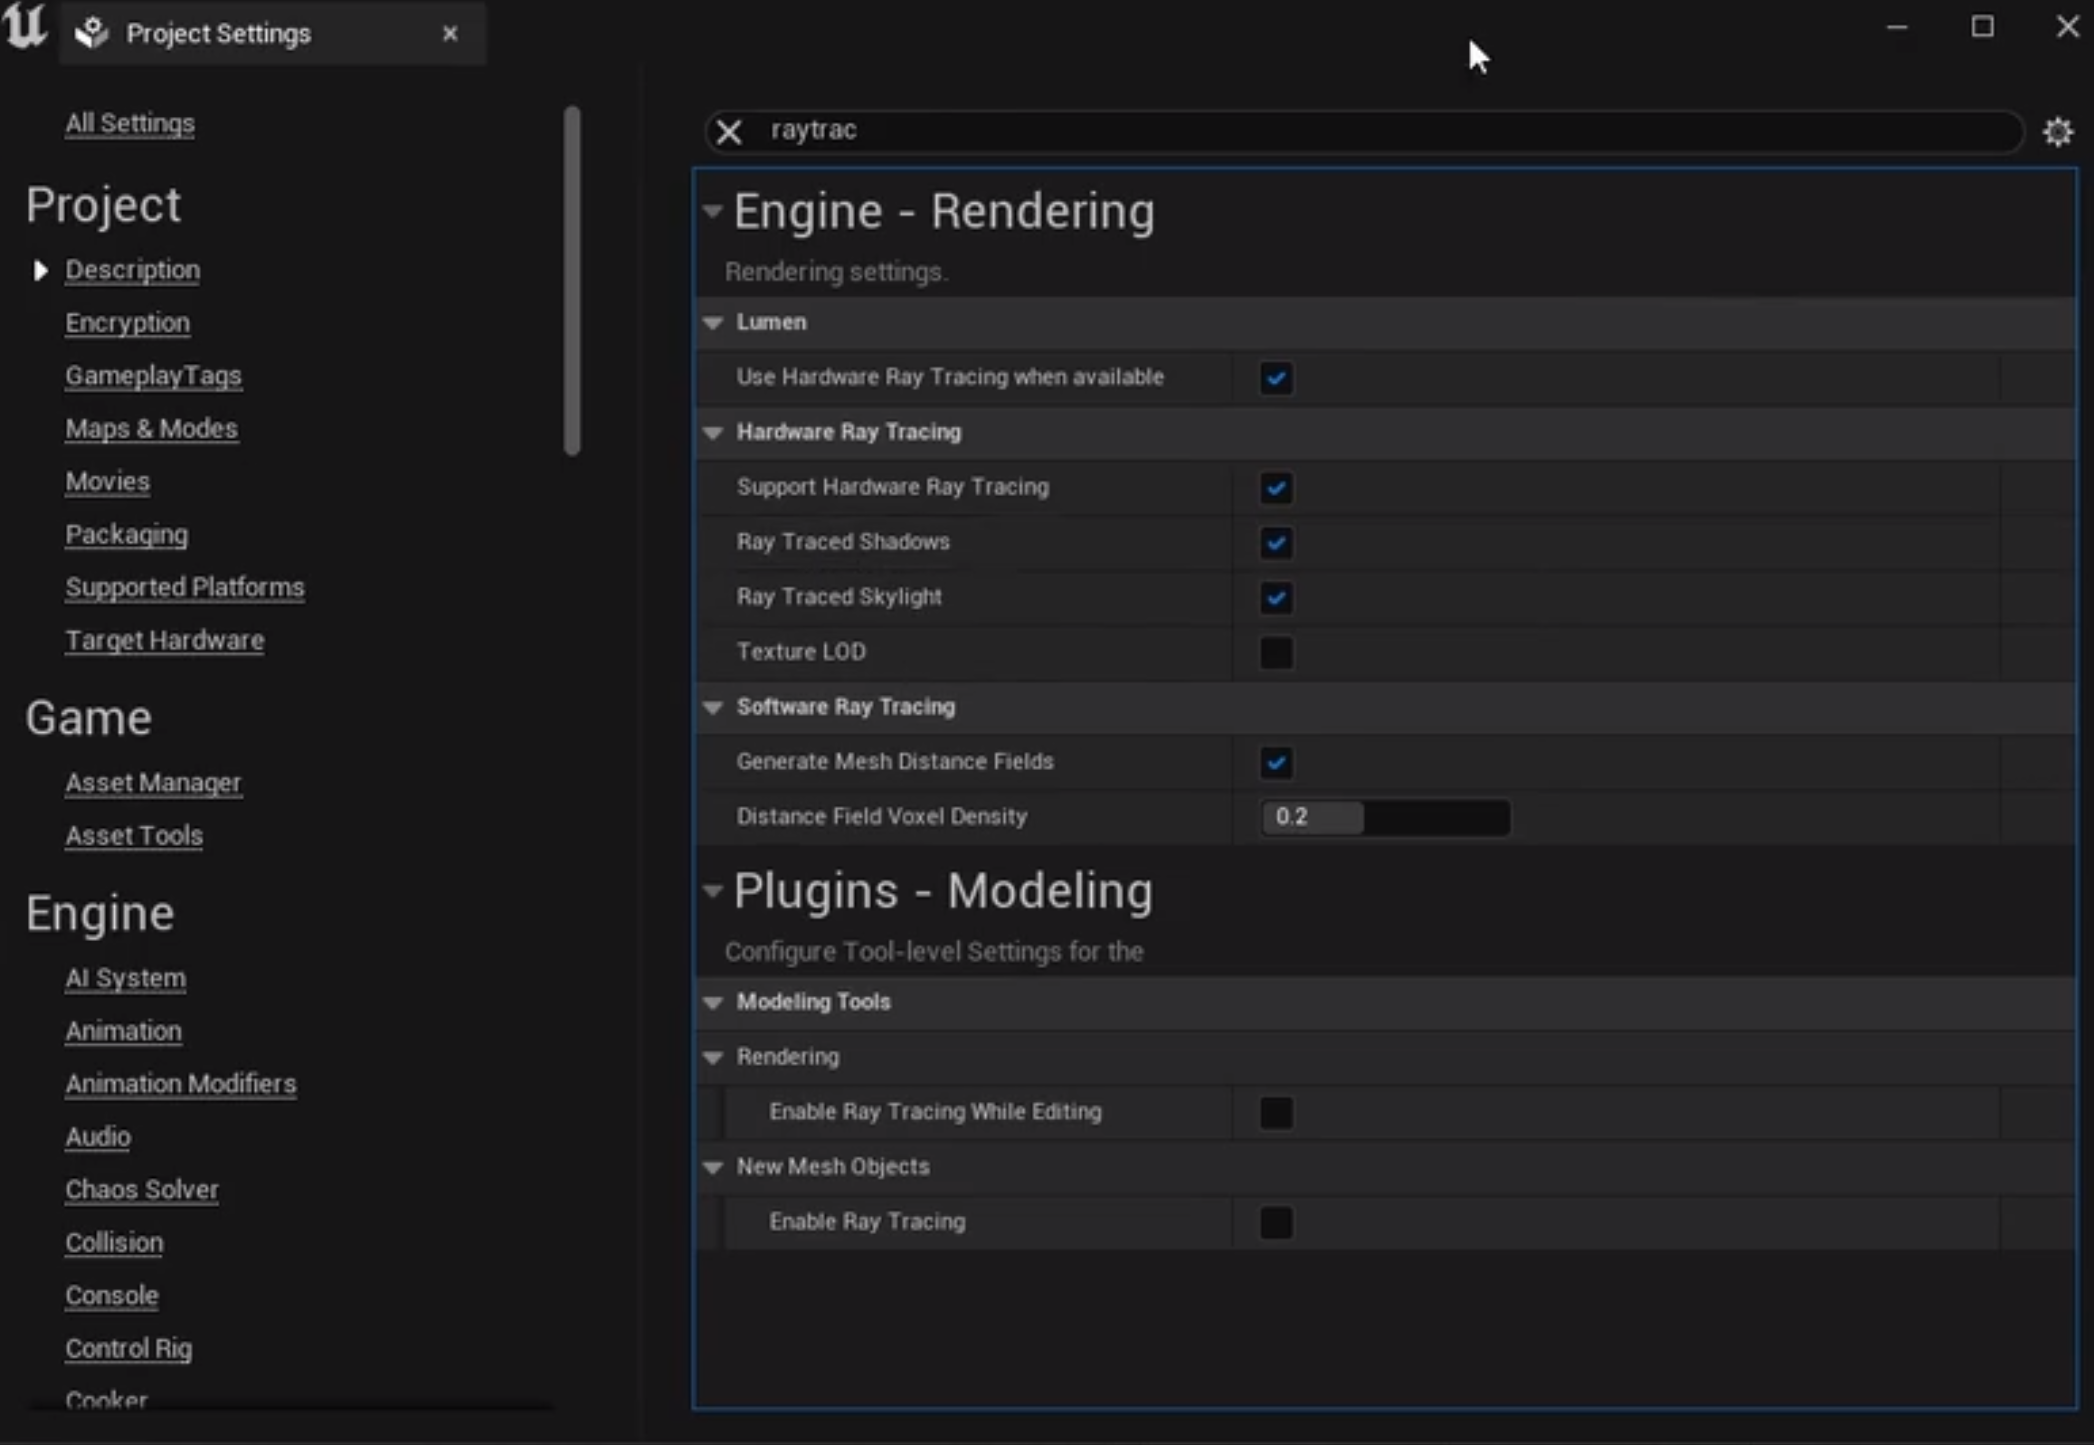 Project Settings
All Settings
Project
Description
Encryption
GameplayTags
Maps & Modes
Movies
Packaging
Supported Platforms
Target Hardware
Game
Asset Manager
Asset Tools
Engine
AI System
Animation
Animation Modifiers
Audio
Chaos Solver
Collision
Console
Control Rig
Cooker
raytrac
Engine - Rendering
Rendering settings.
Lumen
Use Hardware Ray Tracing when available
Hardware Ray Tracing
Support Hardware Ray Tracing
Ray Traced Shadows
Ray Traced Skylight
Texture LOD
Software Ray Tracing
Generate Mesh Distance Fields
Distance Field Voxel Density 0.2
Plugins - Modeling
Configure Tool-level Settings for the
Modeling Tools
Rendering
Enable Ray Tracing While Editing
New Mesh Objects
Enable Ray Tracing